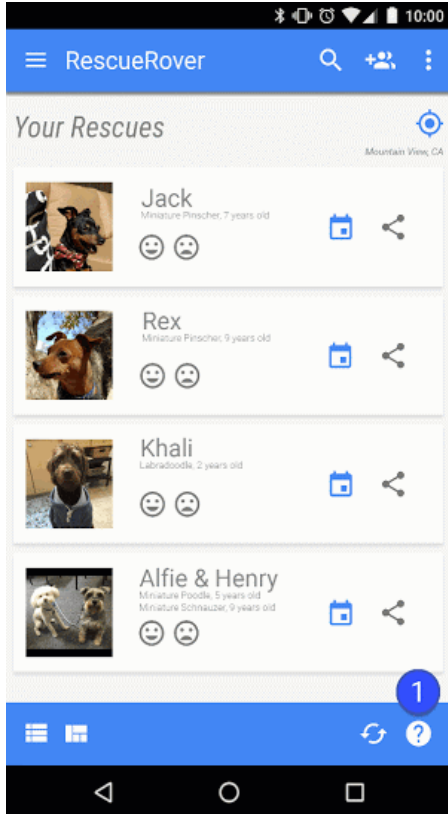 10:00
RescueRover
Your Rescues
Mountain View, CA
Jack
Miniature Pinscher, 7 years old
Rex
Miniature Pinscher, 9 years old
Khali
Labradoodle, 2 years old
Alfie & Henry
Miniature Poodle, 5 years old
Miniature Schnauzer, 9 years old
1
?